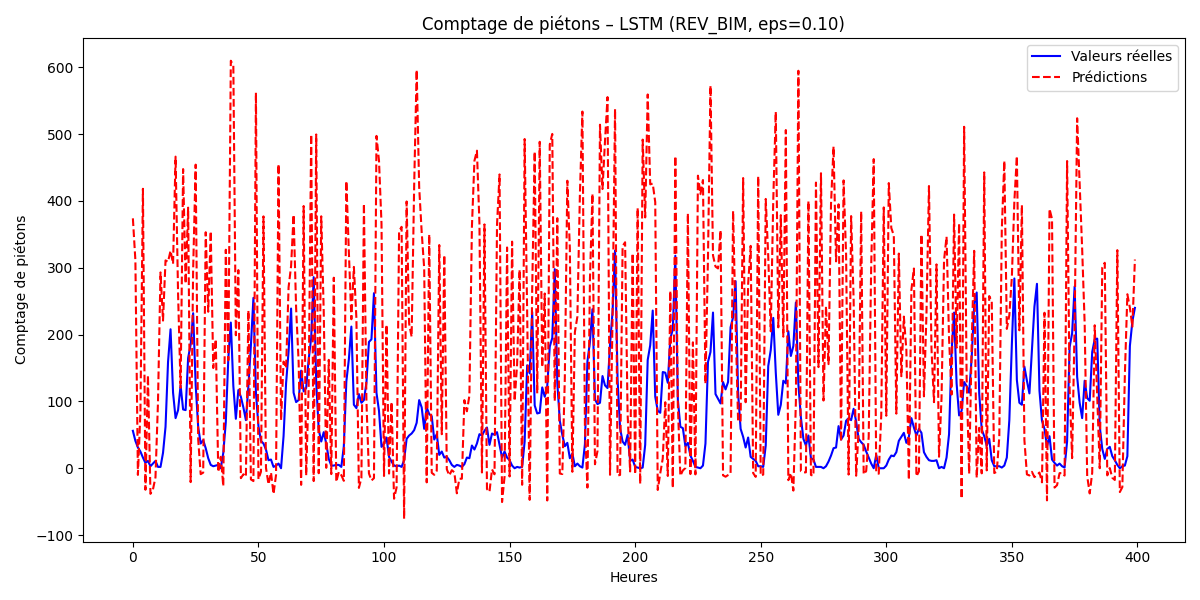 Comptage de piétons – LSTM (REV_BIM, eps=0.10)
Valeurs réelles
Prédictions
600
500
400
300
200
100
0
−100
Comptage de piétons
0 50 100 150 200 250 300 350 400
Heures